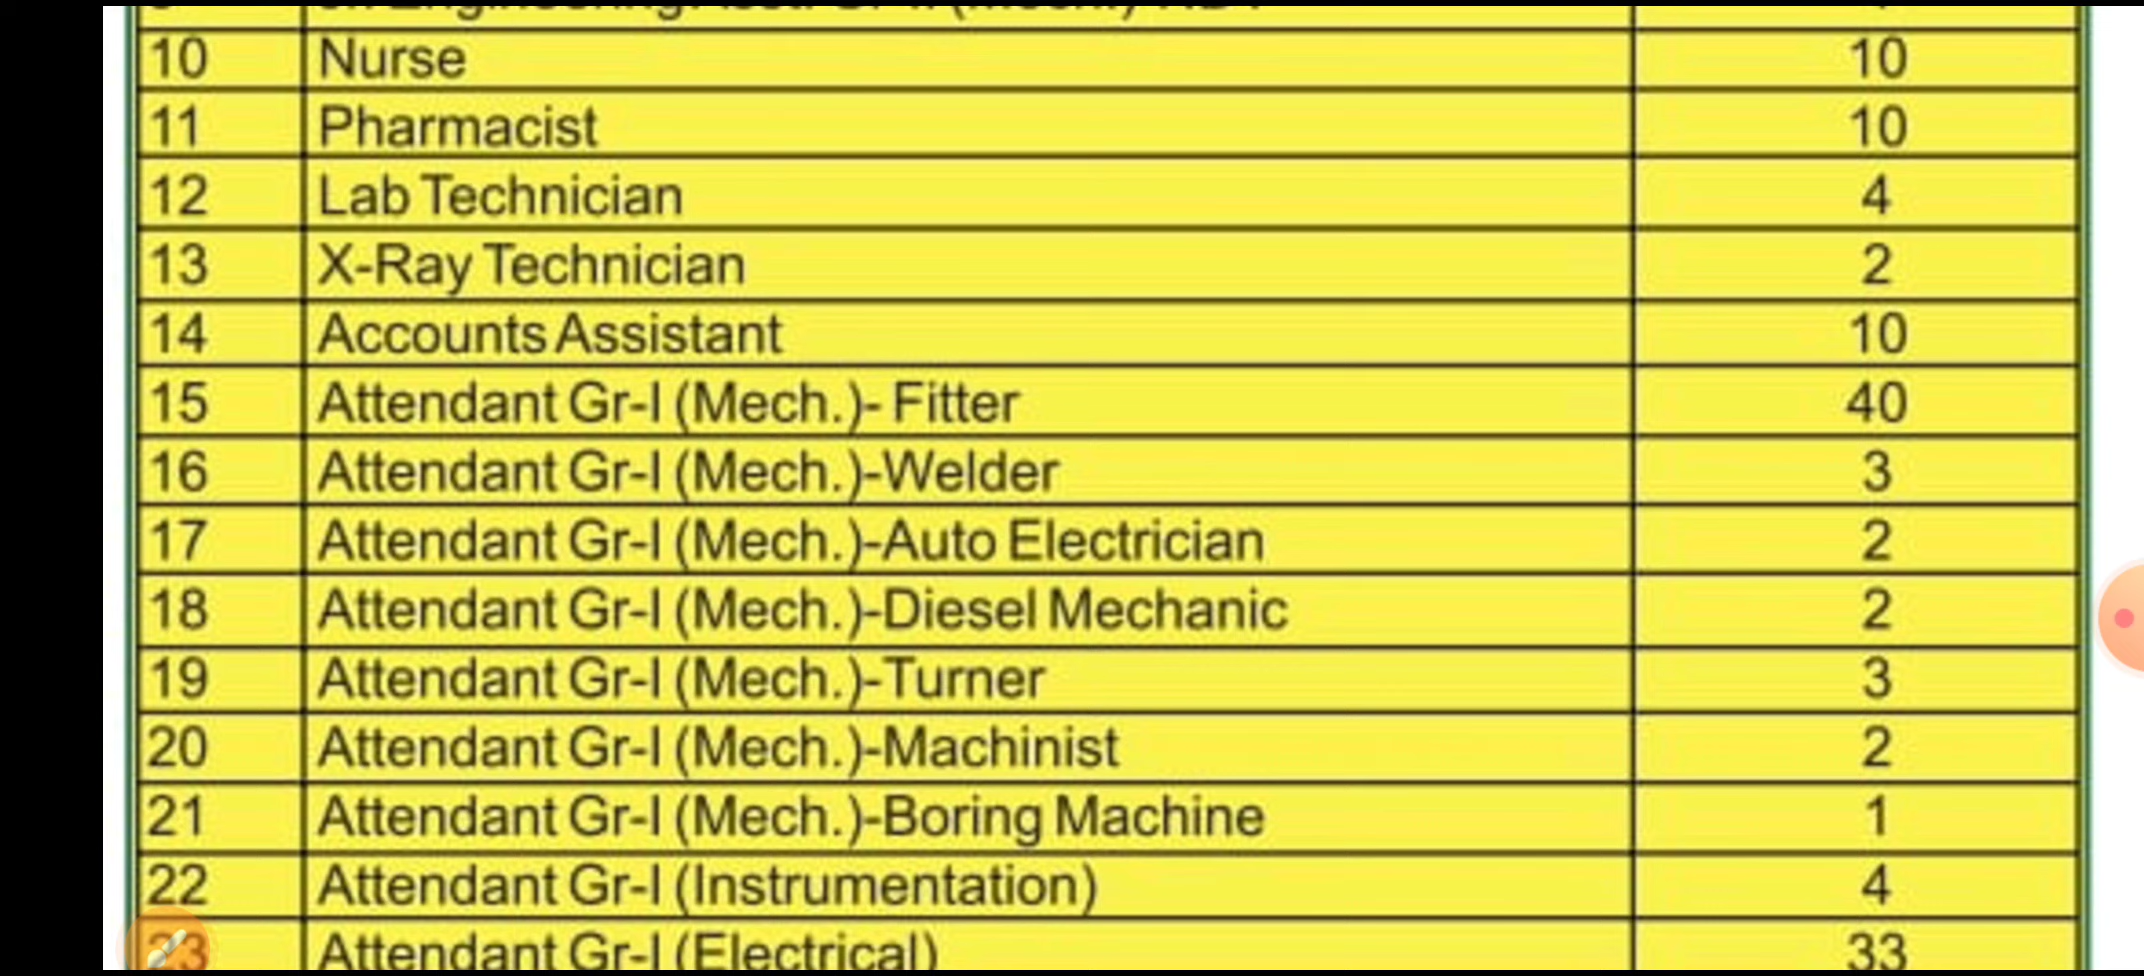 10 Nurse 10
11 Pharmacist 10
12 Lab Technician 4
13 X-Ray Technician 2
14 Accounts Assistant 10
15 Attendant Gr-I (Mech.)- Fitter 40
16 Attendant Gr-I (Mech.)-Welder 3
17 Attendant Gr-I (Mech.)-Auto Electrician 2
18 Attendant Gr-I (Mech.)-Diesel Mechanic 2
19 Attendant Gr-I (Mech.)-Turner 3
20 Attendant Gr-I (Mech.)-Machinist 2
21 Attendant Gr-I (Mech.)-Boring Machine 1
22 Attendant Gr-I (Instrumentation) 4
23 Attendant Gr-I (Electrical) 33